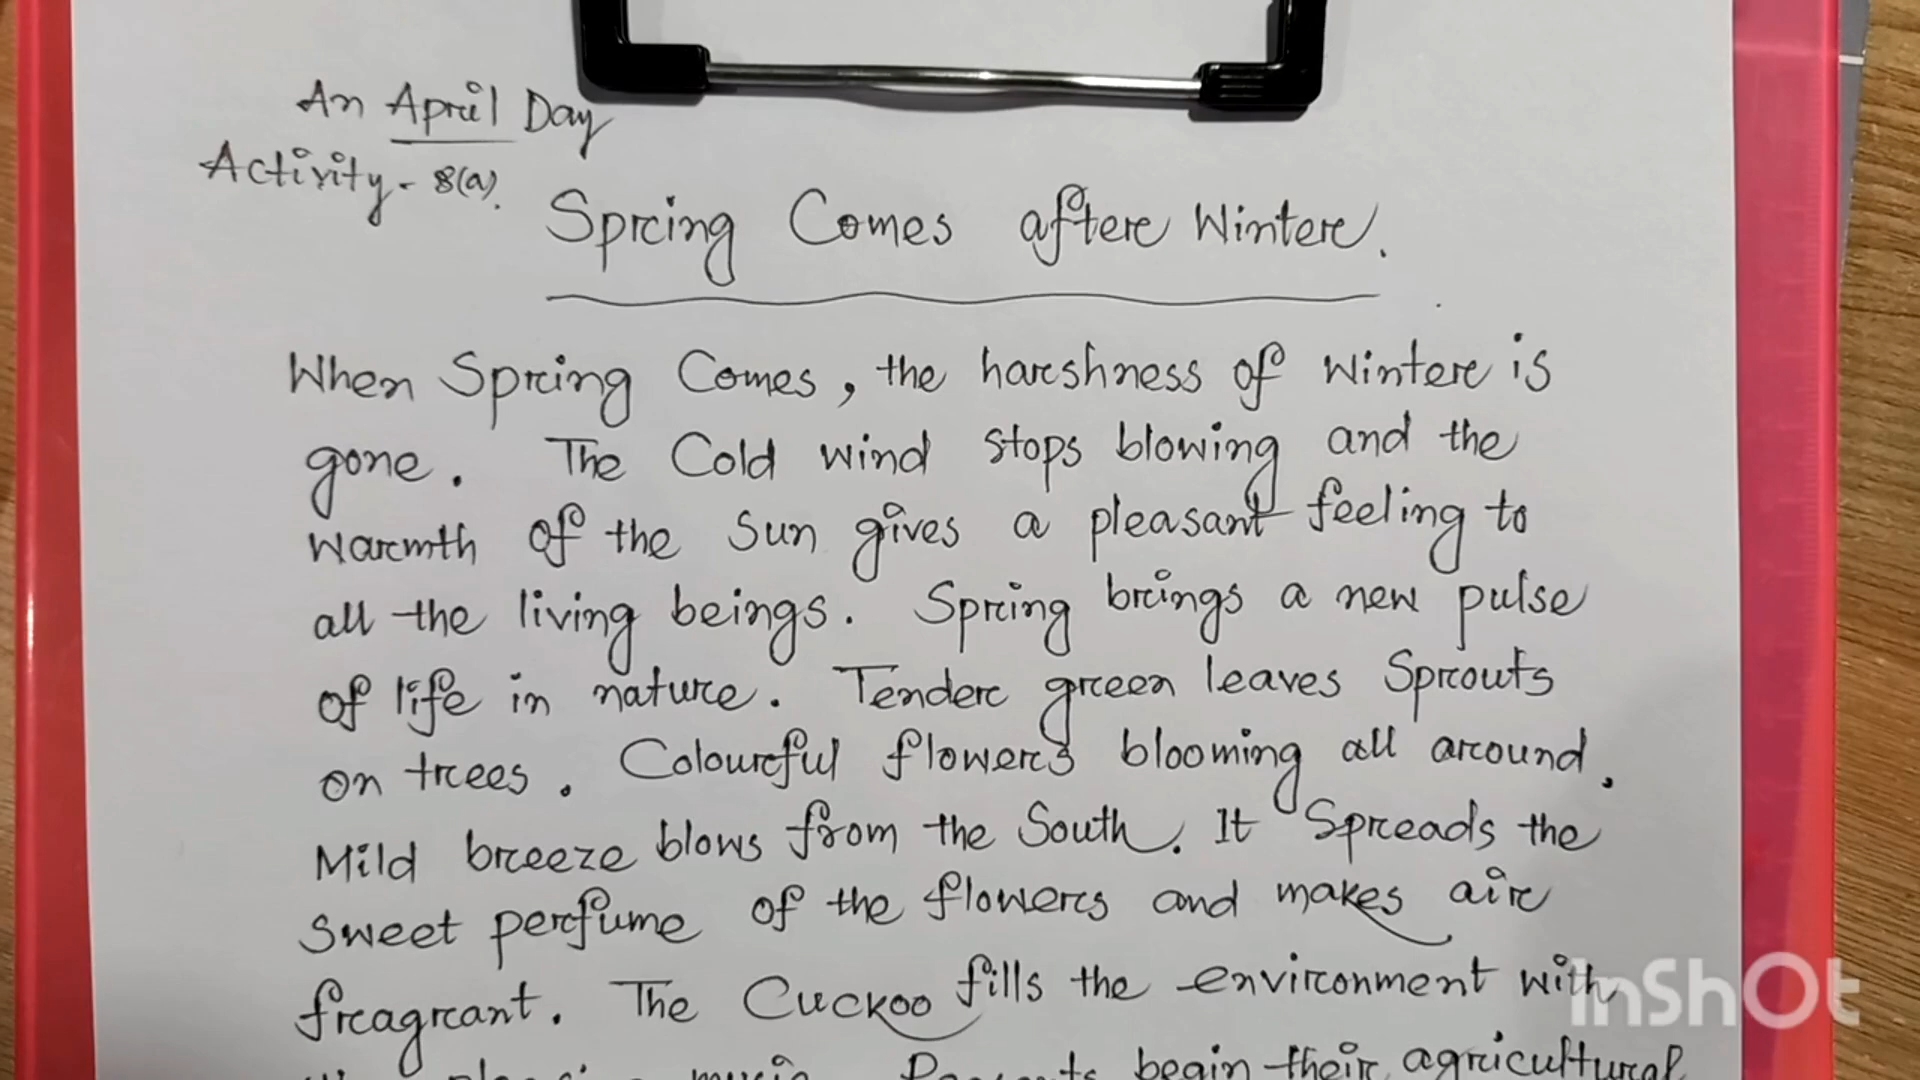 An April Day
Activity - 8(a).
Spring Comes after Winter.
When Spring Comes, the harshness of Winter is
gone. The Cold wind stops blowing and the
warmth of the Sun gives a pleasant feeling to
all the living beings. Spring brings a new pulse
of life in nature. Tender green leaves Sprouts
on trees. Colourful flowers blooming all around.
Mild breeze blows from the South. It Spreads the
sweet perfume of the flowers and makes air
fragrant. The Cuckoo fills the environment with
music. begin their agricultural
InShOt